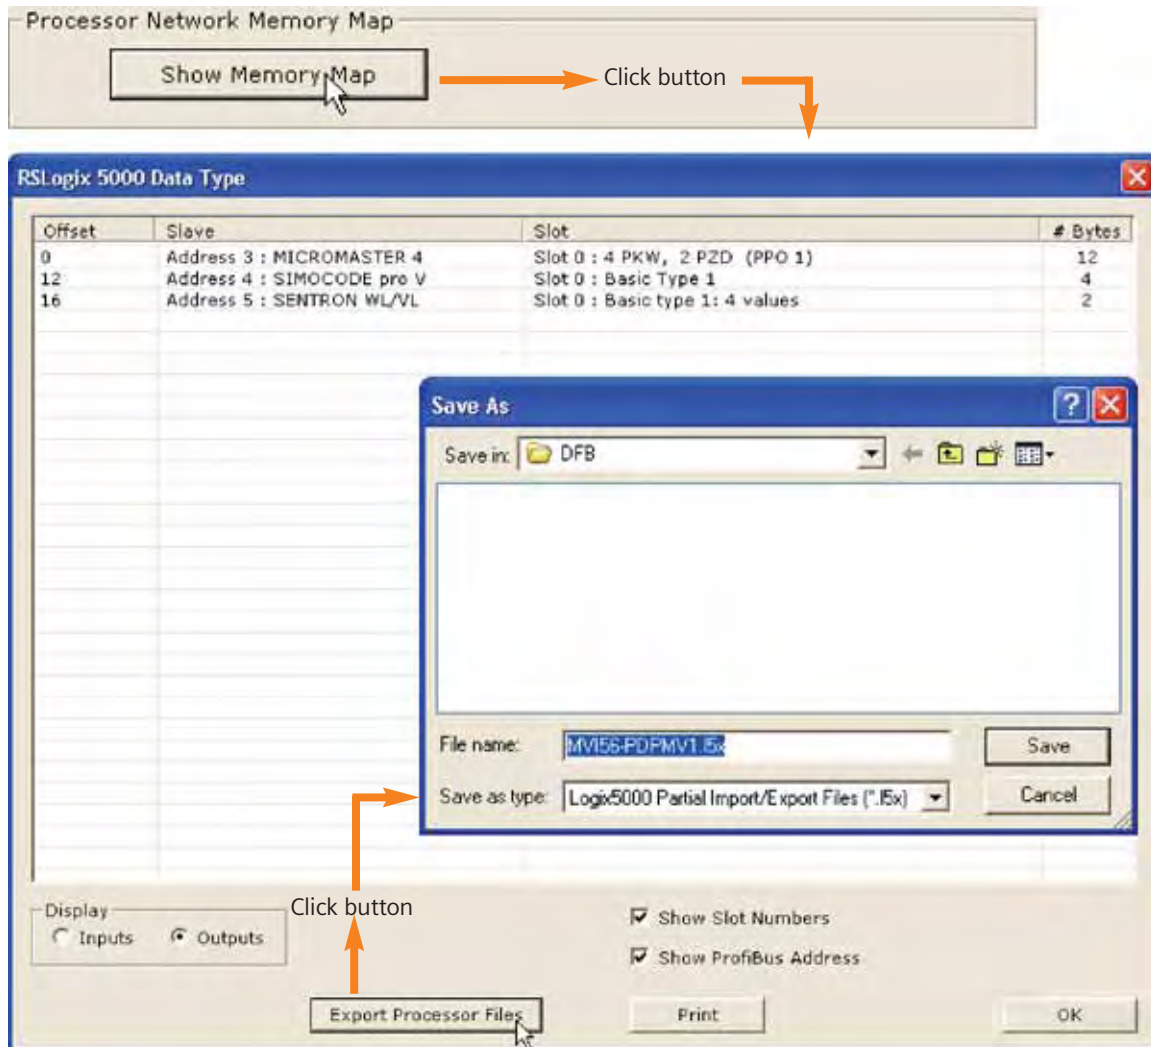 Processor Network Memory Map
Show Memory Map
Click button
RSLogix 5000 Data Type
Offset Slave Slot # Bytes
0 Address 3 : MICROMASTER 4 Slot 0 : 4 PKW, 2 PZD (PPO 1) 12
12 Address 4 : SIMOCODE pro V Slot 0 : Basic Type 1 4
16 Address 5 : SENTRON WL/VL Slot 0 : Basic type 1: 4 values 2
Save As
Save in: DFB
File name: MVI56-PDPMV1.l5x
Save
Save as type: Logix5000 Partial Import/Export Files (*.l5x)
Cancel
Click button
Display
Inputs Outputs
Show Slot Numbers
Show ProfiBus Address
Export Processor Files
Print
OK